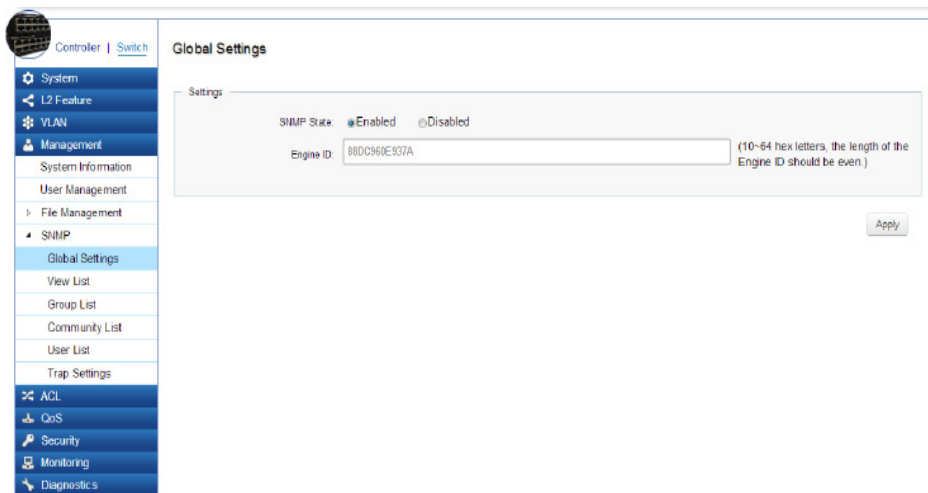 Controller | Switch
Global Settings
System
L2 Feature
VLAN
Management
System Information
User Management
File Management
SNMP
Global Settings
View List
Group List
Community List
User List
Trap Settings
ACL
QoS
Security
Monitoring
Diagnostics
Settings
SNMP State: Enabled Disabled
Engine ID: 88DC960E937A (10~64 hex letters, the length of the
Engine ID should be even.)
Apply